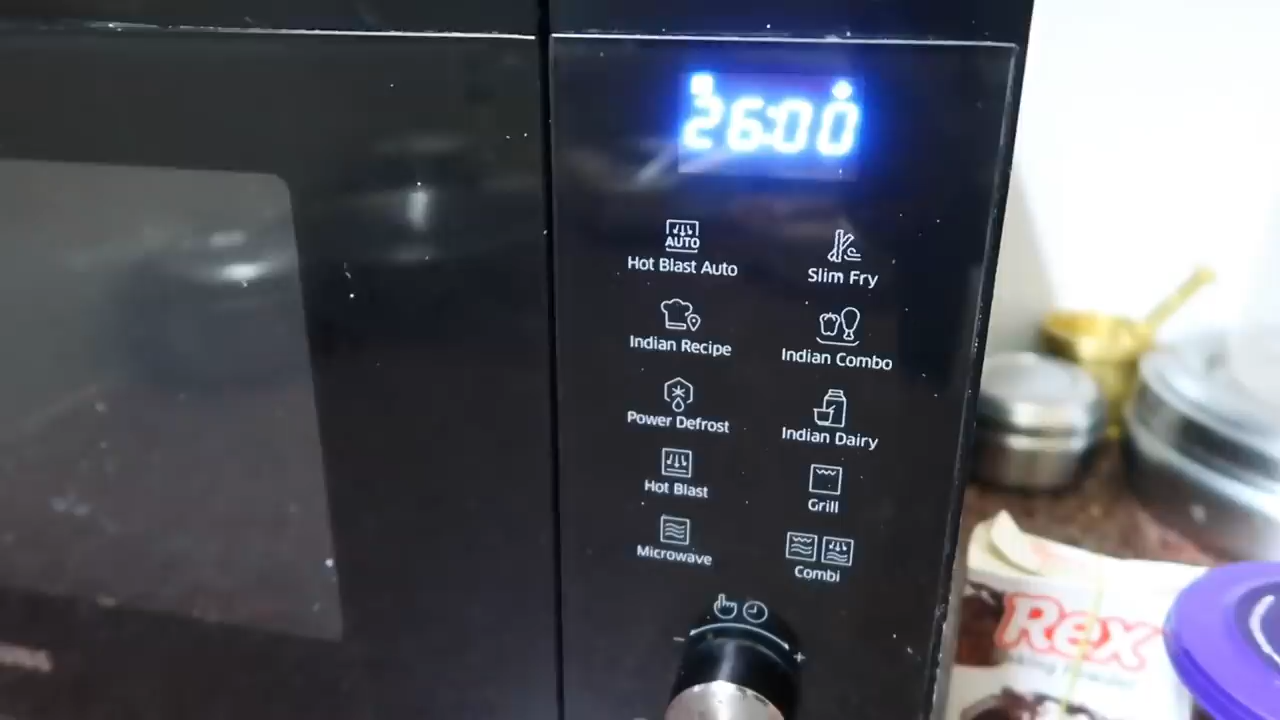 26:00
AUTO
Hot Blast Auto
Slim Fry
Indian Recipe
Indian Combo
Power Defrost
Indian Dairy
Hot Blast
Grill
Microwave
Combi
- +
Rex